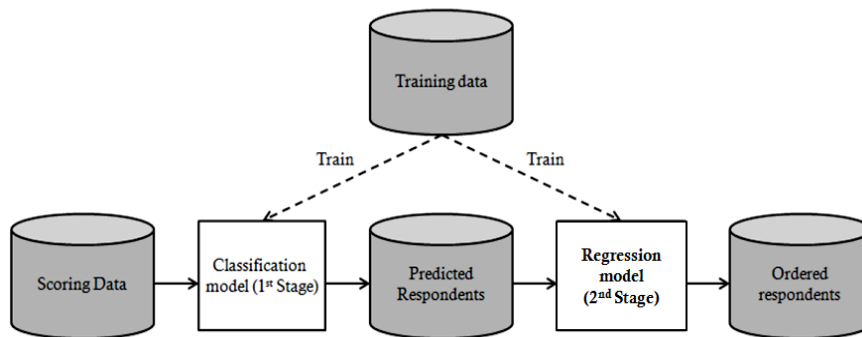 Training data
Train
Train
Scoring Data
Classification
model (1st Stage)
Predicted
Respondents
Regression
model
(2nd Stage)
Ordered
respondents